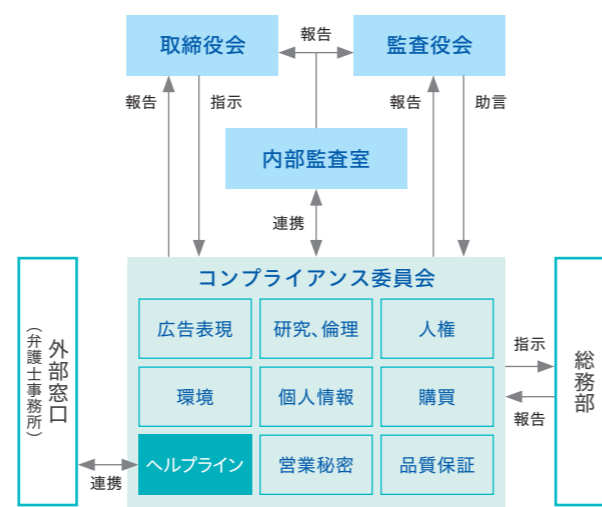 取締役会
報告
監査役会
報告
指示
報告
助言
内部監査室
連携
コンプライアンス委員会
広告表現
研究、倫理
人権
環境
個人情報
購買
ヘルプライン
営業秘密
品質保証
外部窓口
（弁護士事務所）
連携
指示
報告
総務部